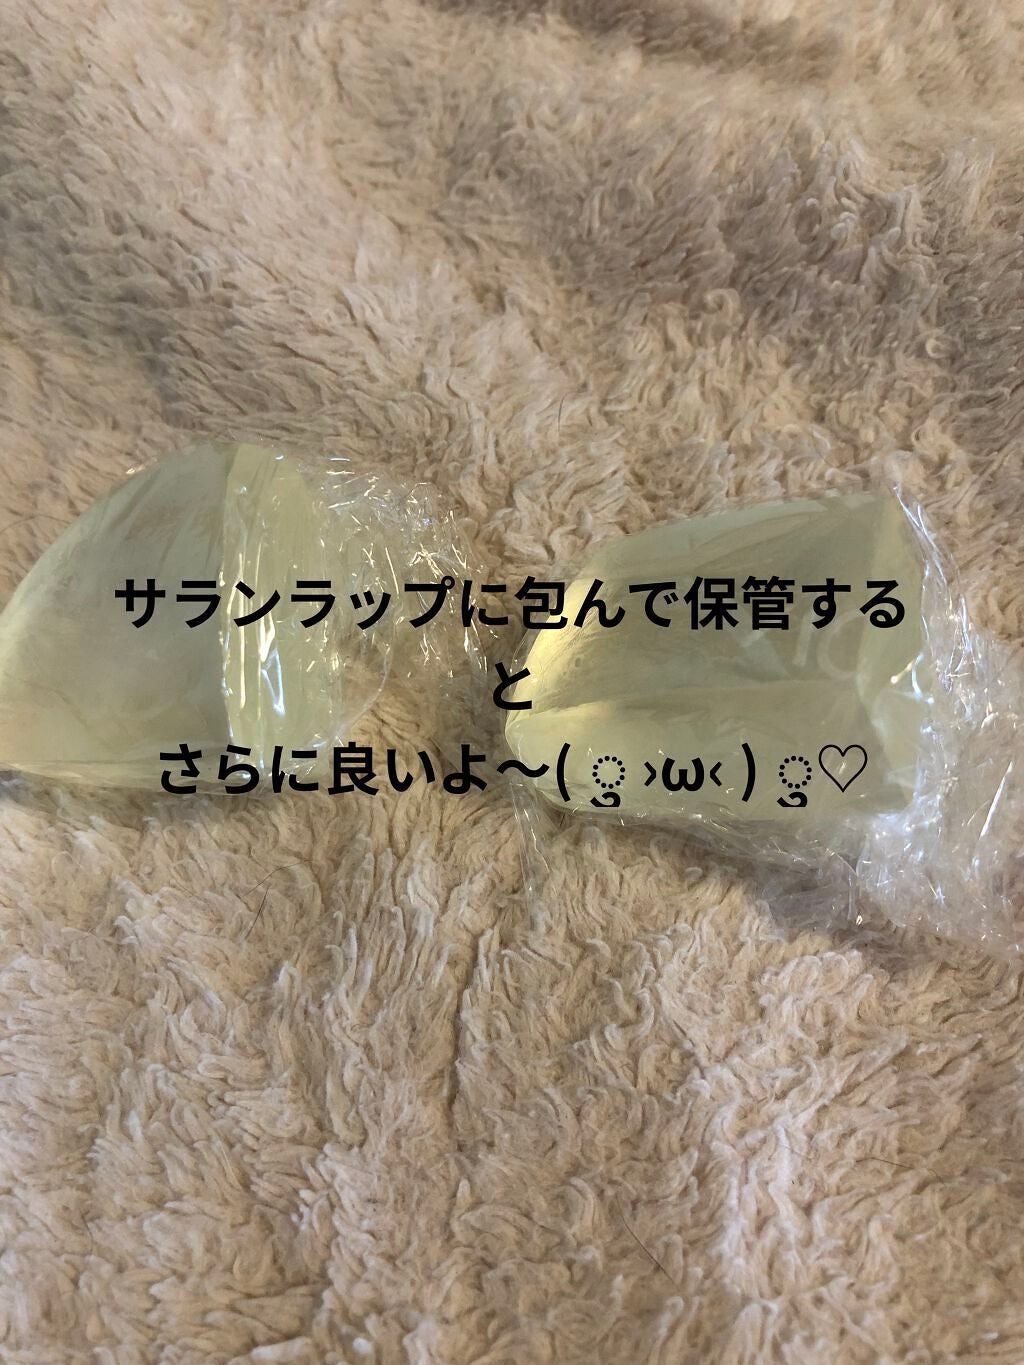 サランラップに包んで保管する
と
さらに良いよ〜( ु ›ω‹ ) ु♡